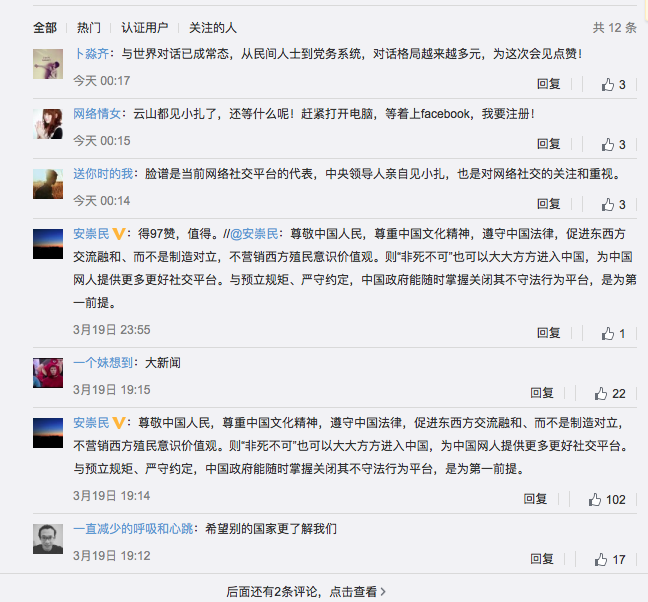 全部 热门 认证用户 关注的人 共 12 条
卜淼齐：与世界对话已成常态，从民间人士到党务系统，对话格局越来越多元，为这次会见点赞！
今天 00:17 回复 3
网络情女：云山都见小扎了，还等什么呢！赶紧打开电脑，等着上facebook，我要注册！
今天 00:15 回复 3
送你时的我：脸谱是当前网络社交平台的代表，中央领导人亲自见小扎，也是对网络社交的关注和重视。
今天 00:14 回复 3
安崇民 V：得97赞，值得。//@安崇民：尊敬中国人民，尊重中国文化精神，遵守中国法律，促进东西方
交流融和、而不是制造对立，不营销西方殖民意识价值观。则“非死不可”也可以大大方方进入中国，为中国
网人提供更多更好社交平台。与预立规矩、严守约定，中国政府能随时掌握关闭其不守法行为平台，是为第
一前提。
3月19日 23:55 回复 1
一个妹想到：大新闻
3月19日 19:15 回复 22
安崇民 V：尊敬中国人民，尊重中国文化精神，遵守中国法律，促进东西方交流融和、而不是制造对立，
不营销西方殖民意识价值观。则“非死不可”也可以大大方方进入中国，为中国网人提供更多更好社交平台。
与预立规矩、严守约定，中国政府能随时掌握关闭其不守法行为平台，是为第一前提。
3月19日 19:14 回复 102
一直减少的呼吸和心跳：希望别的国家更了解我们
3月19日 19:12 回复 17
后面还有2条评论，点击查看>